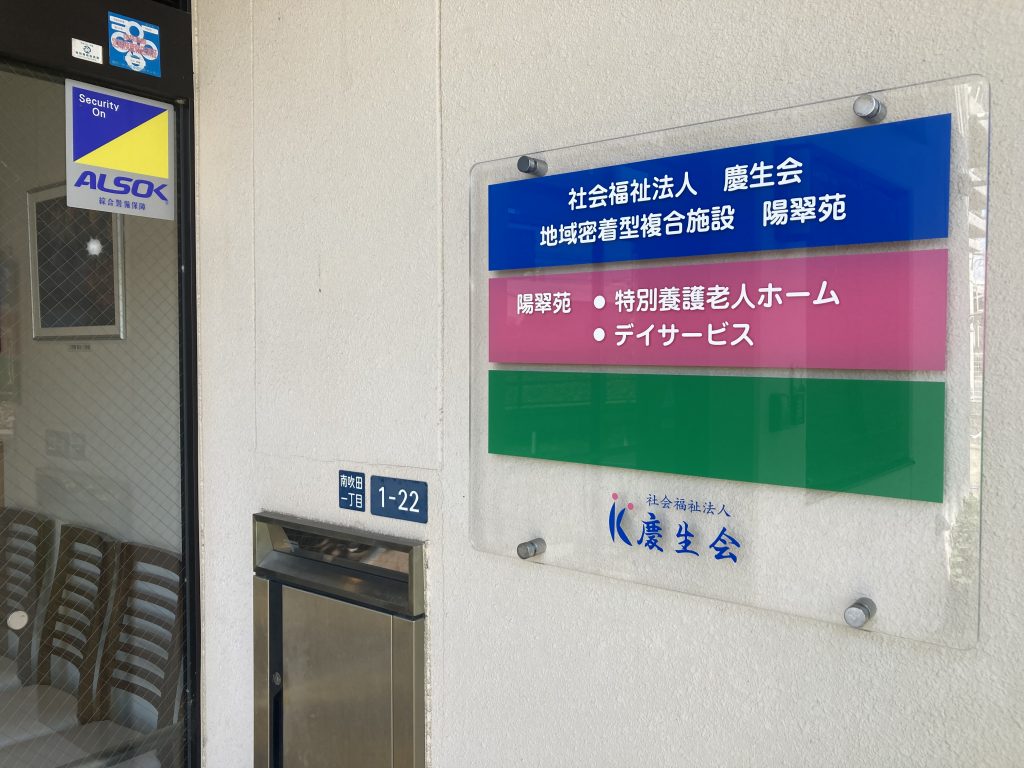 Security
On
ALSOK
綜合警備保障
社会福祉法人　慶生会
地域密着型複合施設　陽翠苑
陽翠苑 ● 特別養護老人ホーム
● デイサービス
南吹田
一丁目
1-22
社会福祉法人
慶生会